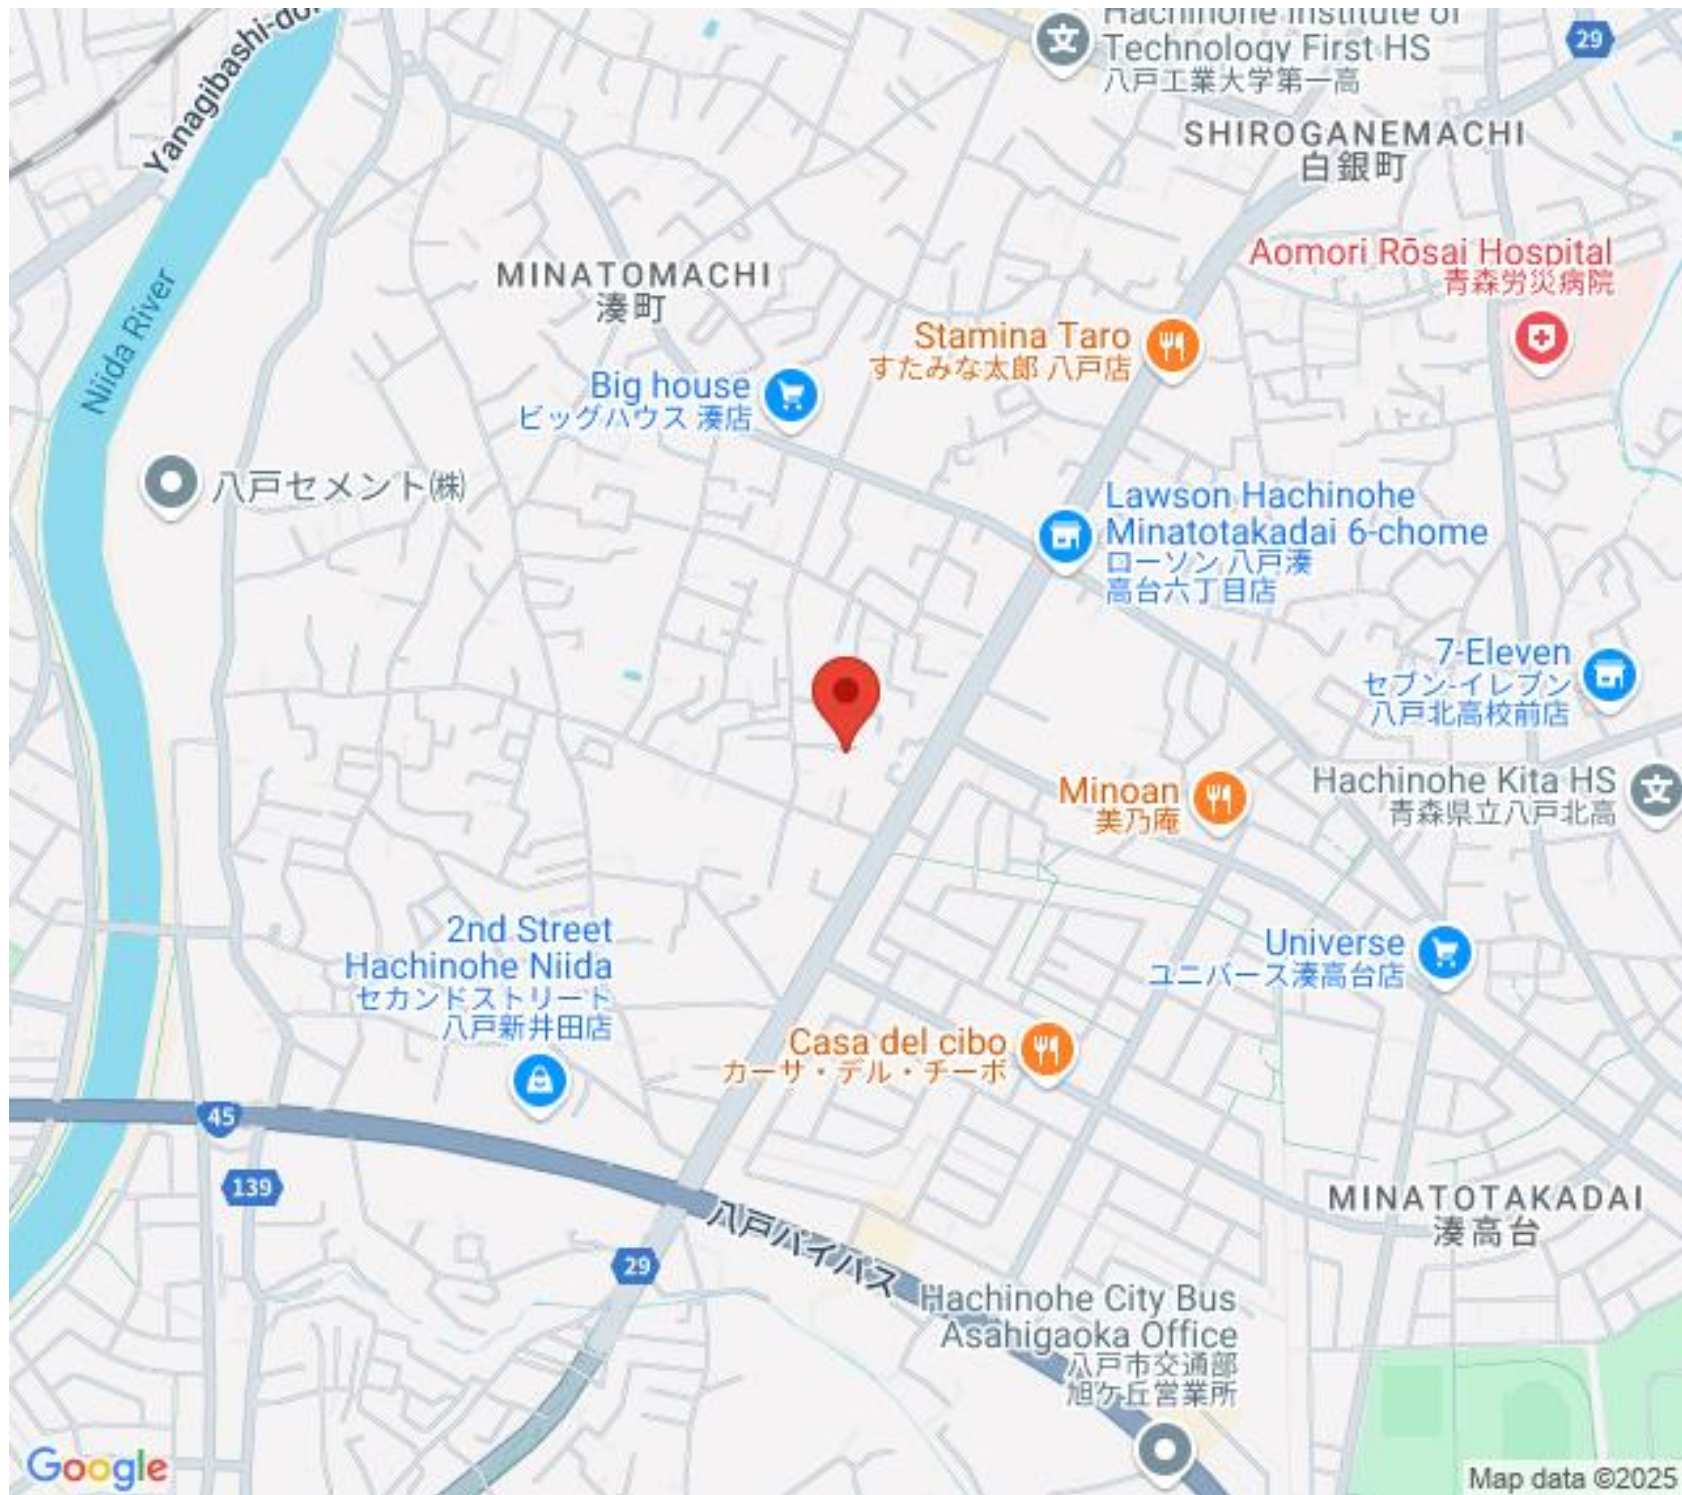 Yanagibashi-dori
Hachinohe Institute of
Technology First HS
八戸工業大学第一高
29
SHIROGANEMACHI
白銀町
Aomori Rōsai Hospital
青森労災病院
MINATOMACHI
湊町
Niida River
Stamina Taro
すたみな太郎 八戸店
Big house
ビッグハウス 湊店
八戸セメント㈱
Lawson Hachinohe
Minatotakadai 6-chome
ローソン 八戸湊
高台六丁目店
7-Eleven
セブン-イレブン
八戸北高校前店
Minoan
美乃庵
Hachinohe Kita HS
青森県立八戸北高
2nd Street
Hachinohe Niida
セカンドストリート
八戸新井田店
Universe
ユニバース湊高台店
Casa del cibo
カーサ・デル・チーボ
45
139
八戸バイパス
29
MINATOTAKADAI
湊高台
Hachinohe City Bus
Asahigaoka Office
八戸市交通部
旭ケ丘営業所
Google
Map data ©2025